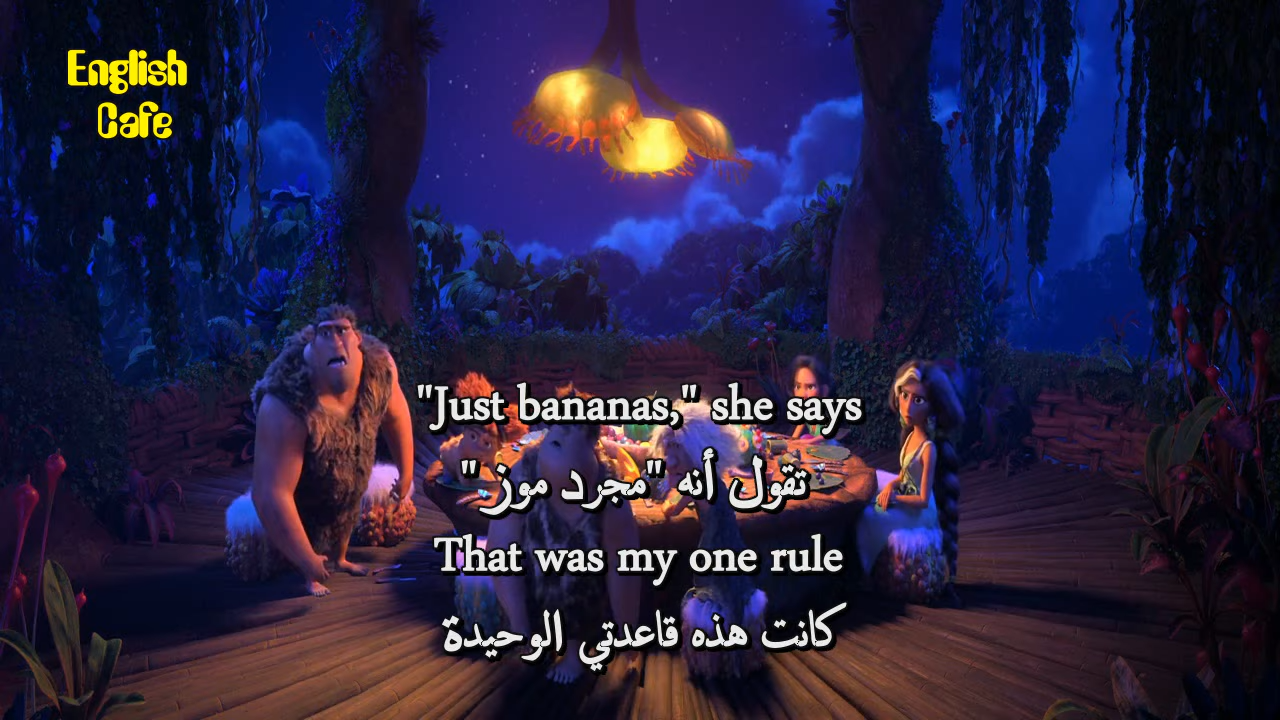 English
Cafe
"Just bananas," she says
تقول أنه "مجرد موز "
That was my one rule
كانت هذه قاعدتي الوحيدة